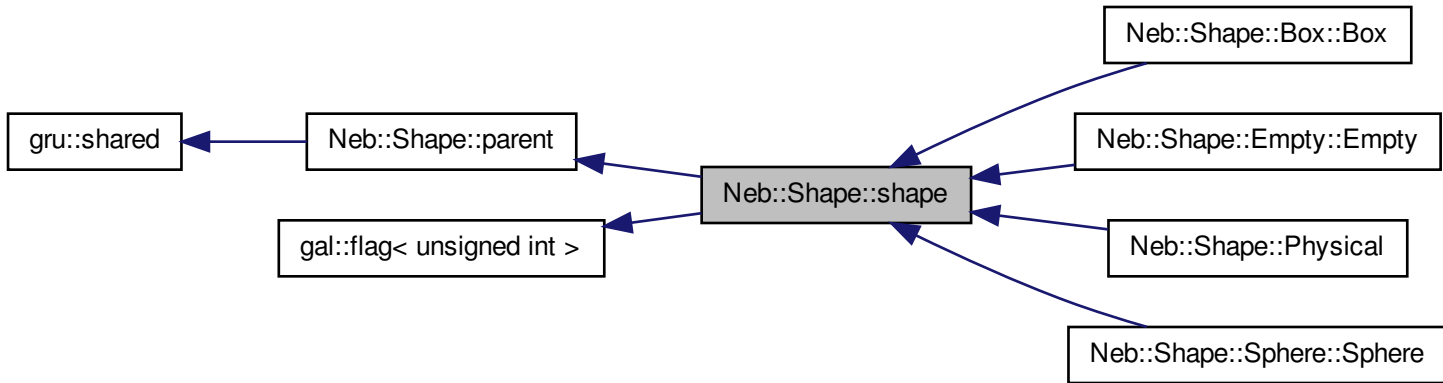 Neb::Shape::Box::Box
gru::shared
Neb::Shape::parent
Neb::Shape::Empty::Empty
Neb::Shape::shape
gal::flag< unsigned int >
Neb::Shape::Physical
Neb::Shape::Sphere::Sphere